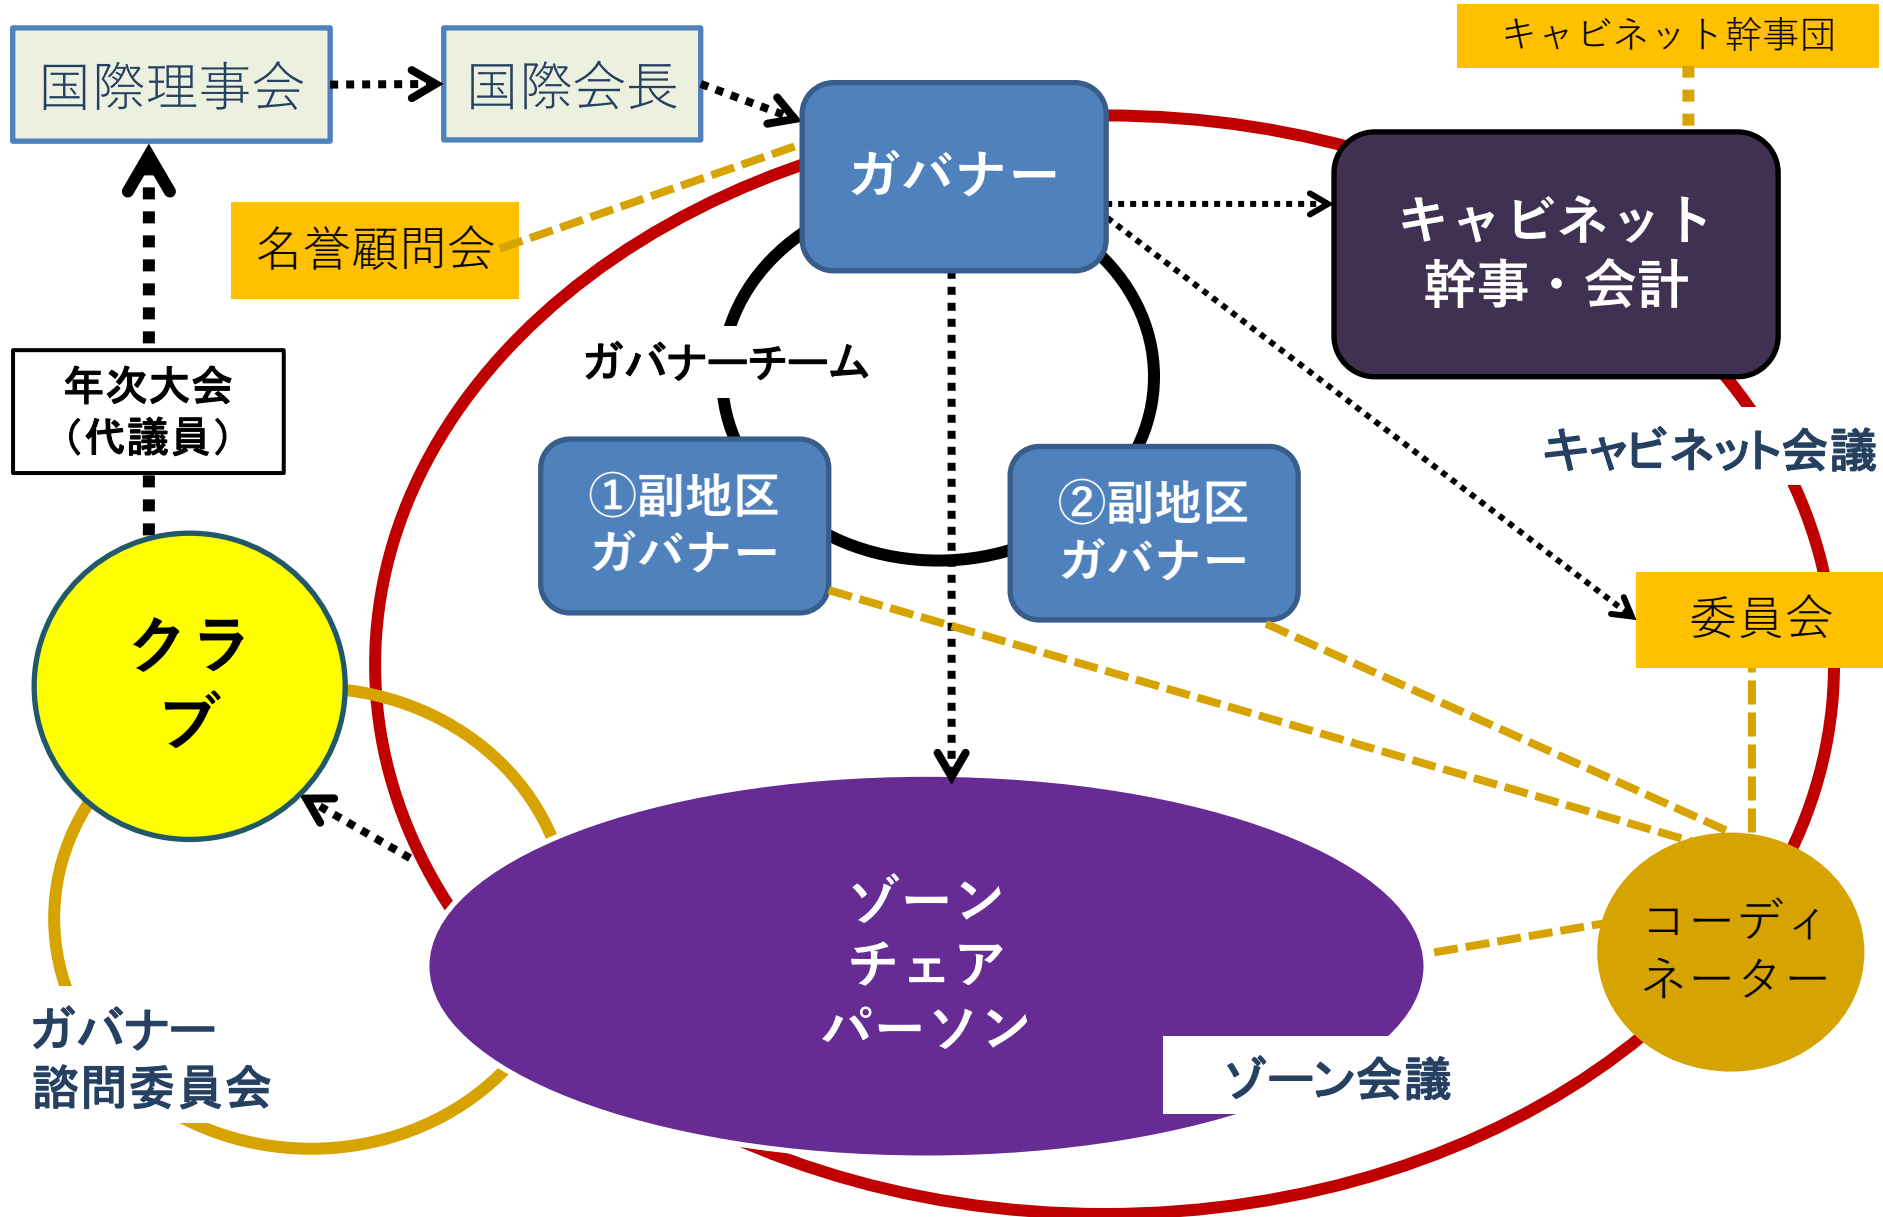 キャビネット幹事団
国際理事会
国際会長
ガバナー
名誉顧問会
キャビネット
幹事・会計
ガバナーチーム
年次大会
（代議員）
キャビネット会議
①副地区
ガバナー
②副地区
ガバナー
委員会
クラ
ブ
ゾーン
チェア
パーソン
コーディ
ネーター
ガバナー
諮問委員会
ゾーン会議